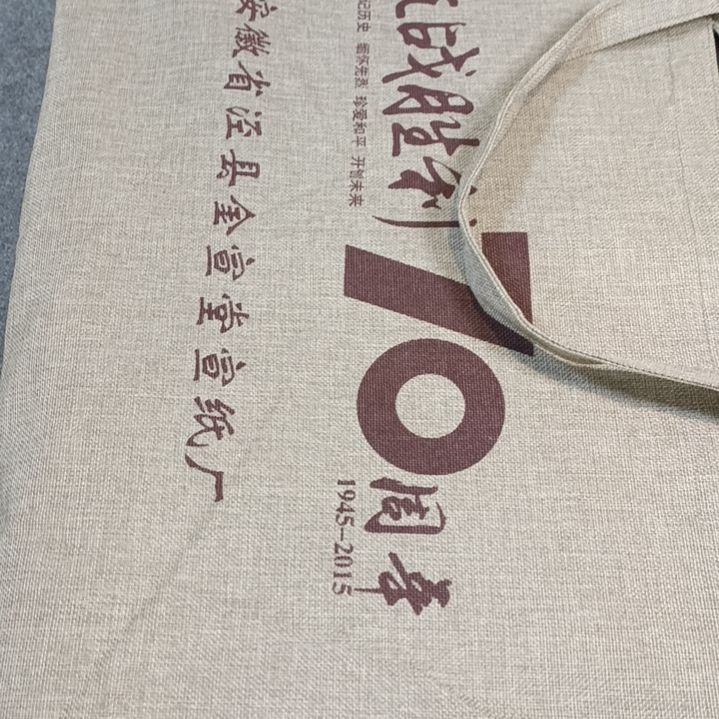 战胜利70周年
记历史 缅怀先烈 珍爱和平 开创未来
1945–2015
安徽省泾县金宣堂宣纸厂